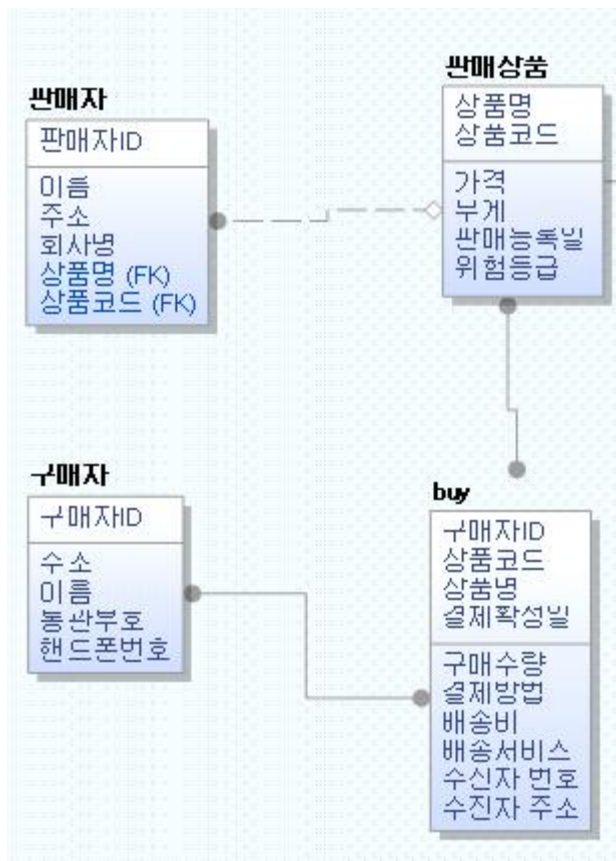 판매자
판매자ID
이름
주소
회사명
상품명 (FK)
상품코드 (FK)
판매상품
상품명
상품코드
가격
무게
판매등록일
위험등급
구매자
구매자ID
주소
이름
통관부호
핸드폰번호
buy
구매자ID
상품코드
상품명
결제확정일
구매수량
결제방법
배송비
배송서비스
수신자 번호
수신자 주소